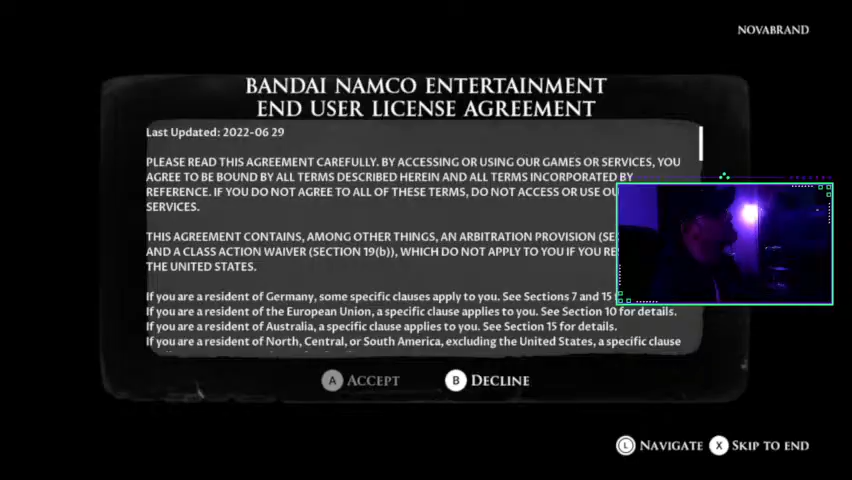 NOVABRAND
BANDAI NAMCO ENTERTAINMENT
END USER LICENSE AGREEMENT
Last Updated: 2022-06 29
PLEASE READ THIS AGREEMENT CAREFULLY. BY ACCESSING OR USING OUR GAMES OR SERVICES, YOU
AGREE TO BE BOUND BY ALL TERMS DESCRIBED HEREIN AND ALL TERMS INCORPORATED BY
REFERENCE. IF YOU DO NOT AGREE TO ALL OF THESE TERMS, DO NOT ACCESS OR USE
SERVICES.
THIS AGREEMENT CONTAINS, AMONG OTHER THINGS, AN ARBITRATION PROVISION
AND A CLASS ACTION WAIVER (SECTION 19(b)), WHICH DO NOT APPLY TO YOU IF YOU
THE UNITED STATES.
If you are a resident of Germany, some specific clauses apply to you. See Sections 7 and 15
If you are a resident of the European Union, a specific clause applies to you. See Section 10 for details.
If you are a resident of Australia, a specific clause applies to you. See Section 15 for details.
If you are a resident of North, Central, or South America, excluding the United States, a specific clause
A ACCEPT B DECLINE
L NAVIGATE X SKIP TO END